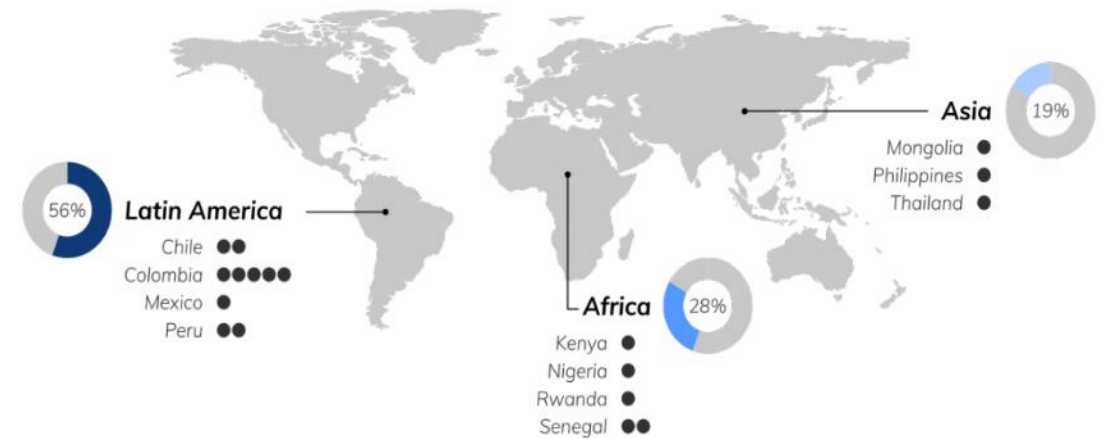 56%
Latin America
Chile
Colombia
Mexico
Peru
28%
Africa
Kenya
Nigeria
Rwanda
Senegal
19%
Asia
Mongolia
Philippines
Thailand